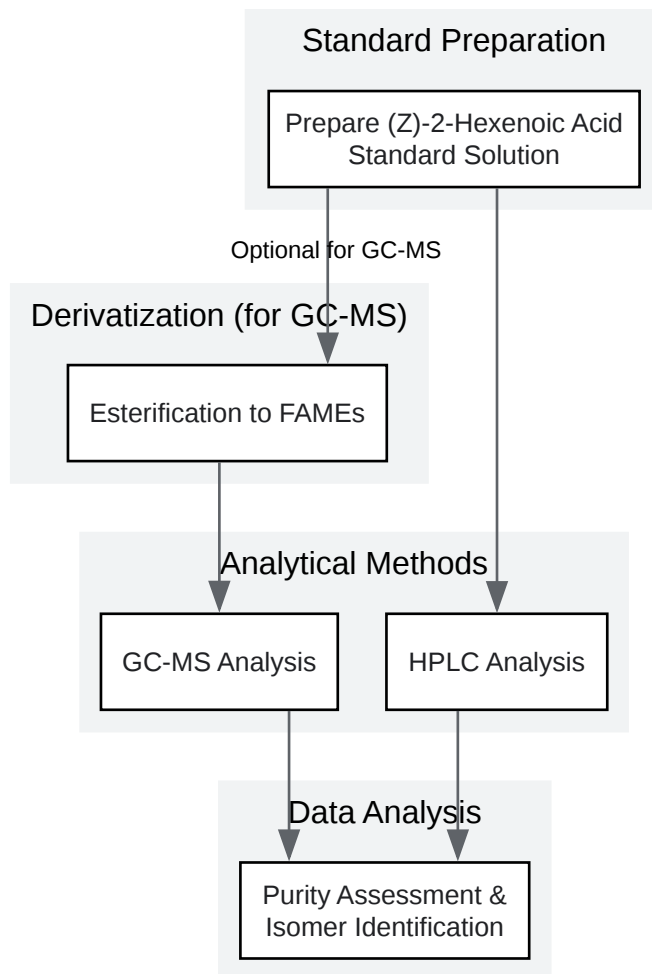 Standard Preparation
Prepare (Z)-2-Hexenoic Acid
Standard Solution
Optional for GC-MS
Derivatization (for GC-MS)
Esterification to FAMEs
Analytical Methods
GC-MS Analysis
HPLC Analysis
Data Analysis
Purity Assessment &
Isomer Identification